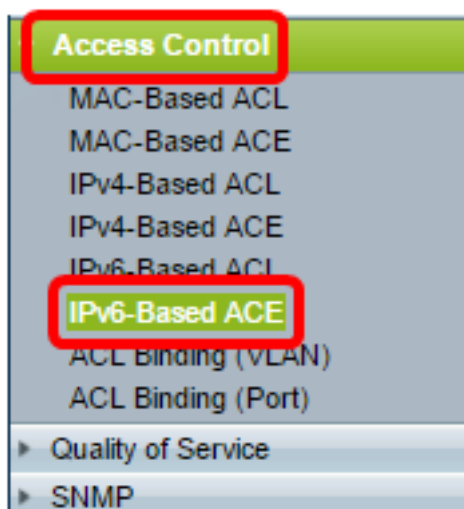 Access Control
MAC-Based ACL
MAC-Based ACE
IPv4-Based ACL
IPv4-Based ACE
IPv6-Based ACL
IPv6-Based ACE
ACL Binding (VLAN)
ACL Binding (Port)
Quality of Service
SNMP